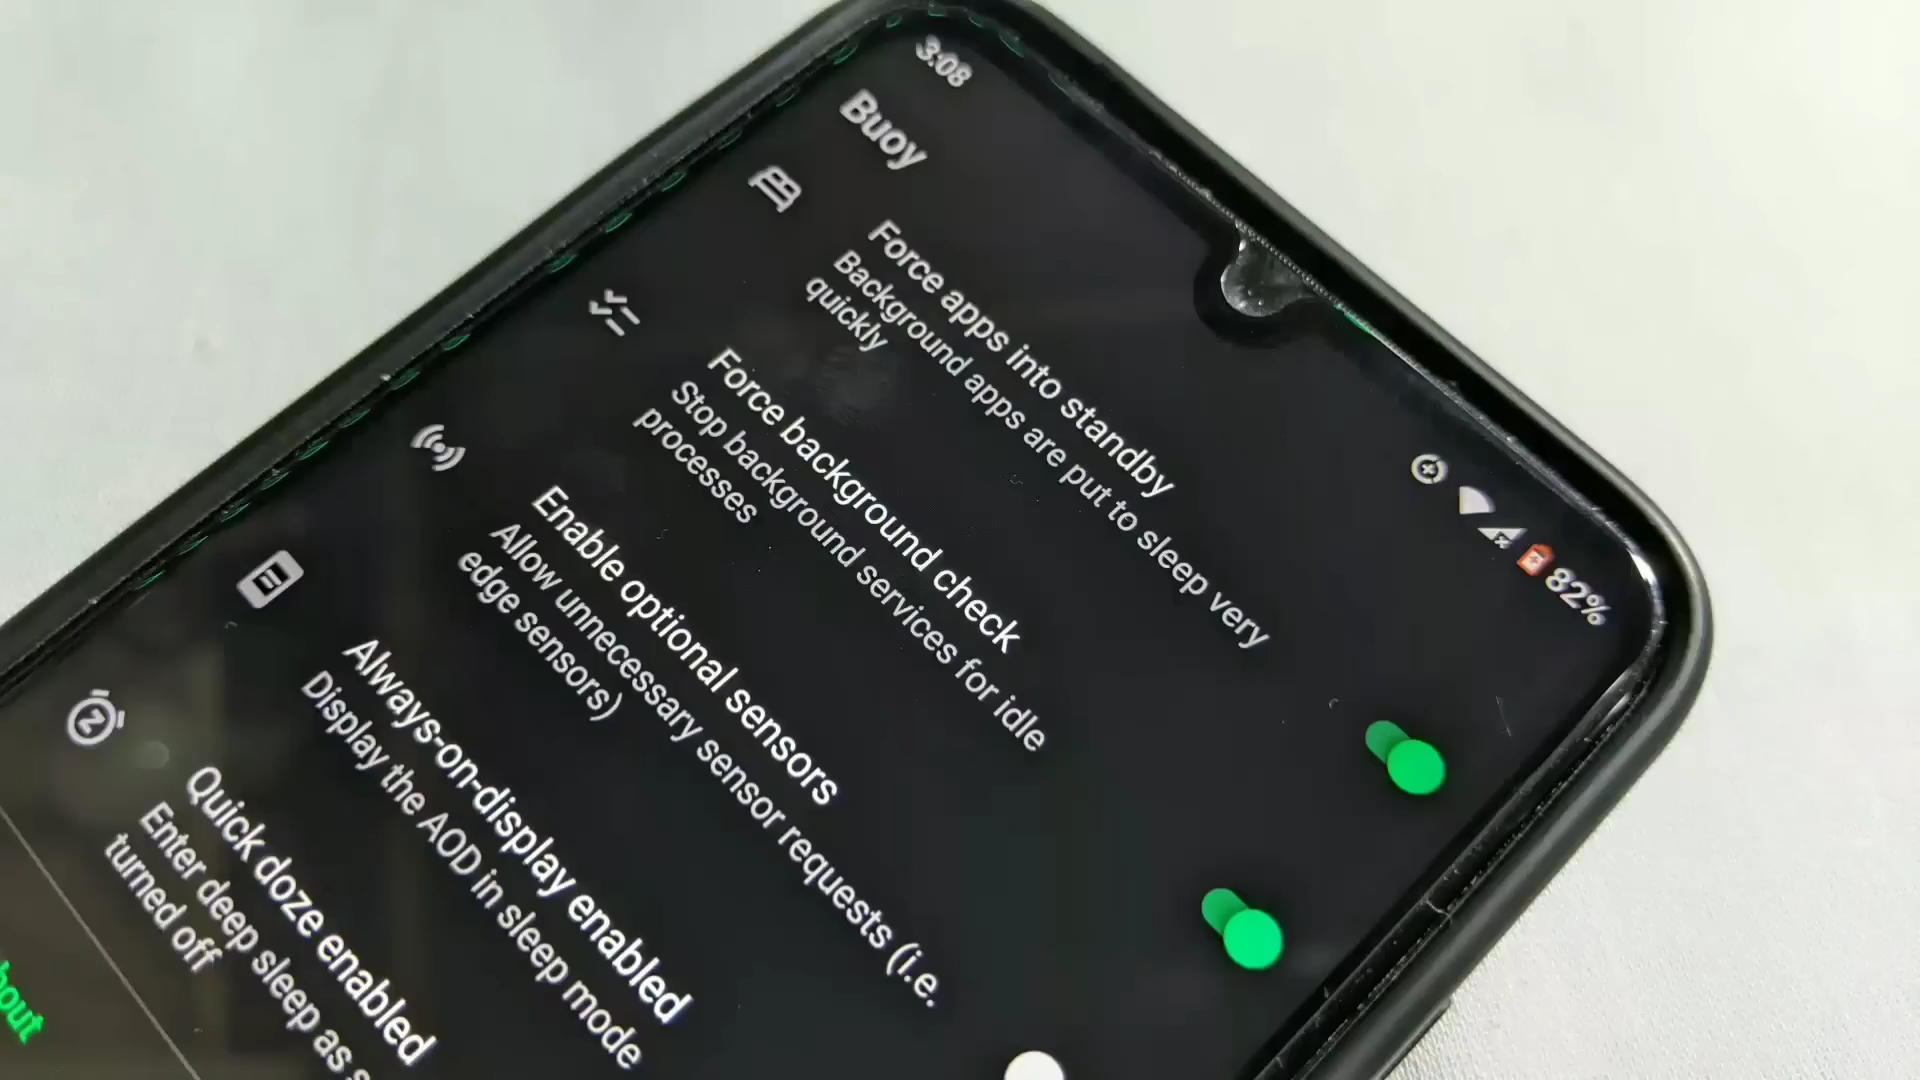 3:08
82%
Buoy
Force apps into standby
Background apps are put to sleep very
quickly
Force background check
Stop background services for idle
processes
Enable optional sensors
Allow unnecessary sensor requests (i.e.
edge sensors)
Always-on-display enabled
Display the AOD in sleep mode
Quick doze enabled
Enter deep sleep as
turned off